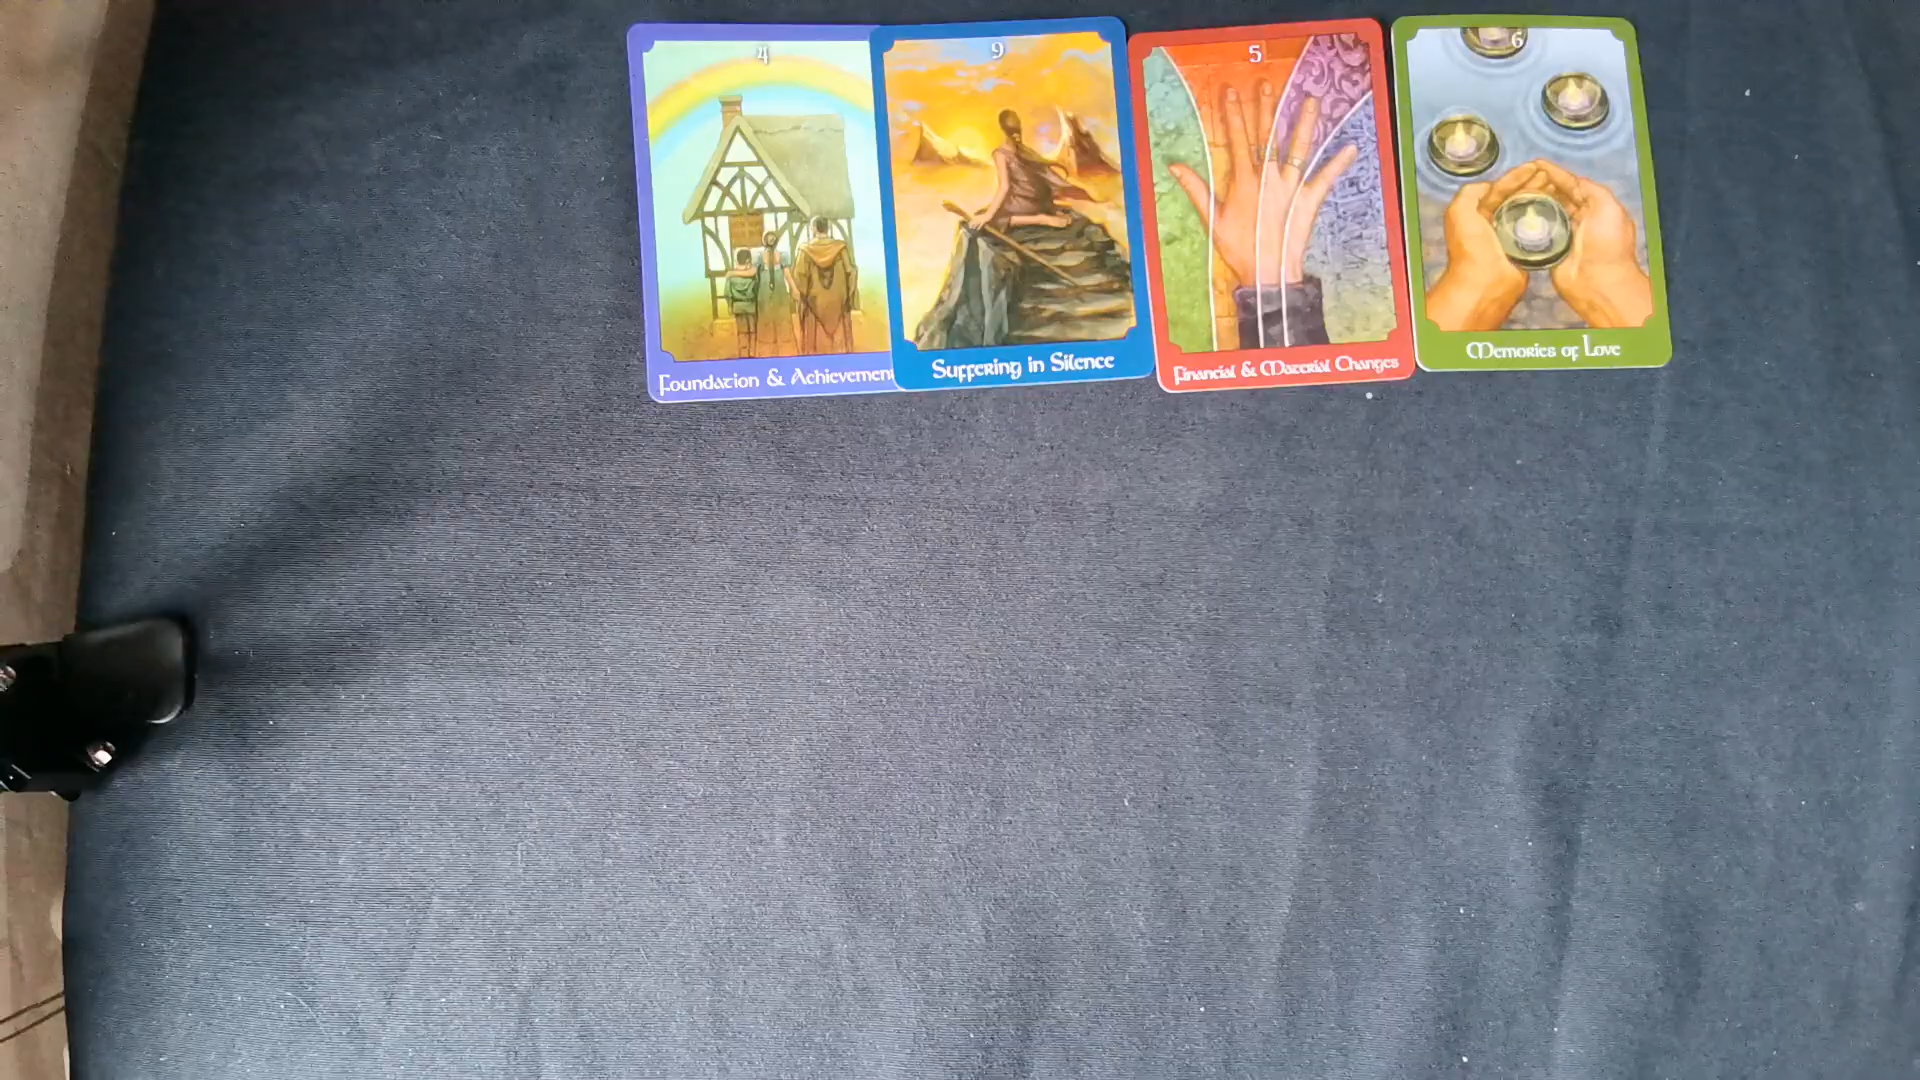 4
Foundation & Achievement
9
Suffering in Silence
5
Financial & Material Changes
6
Memories of Love